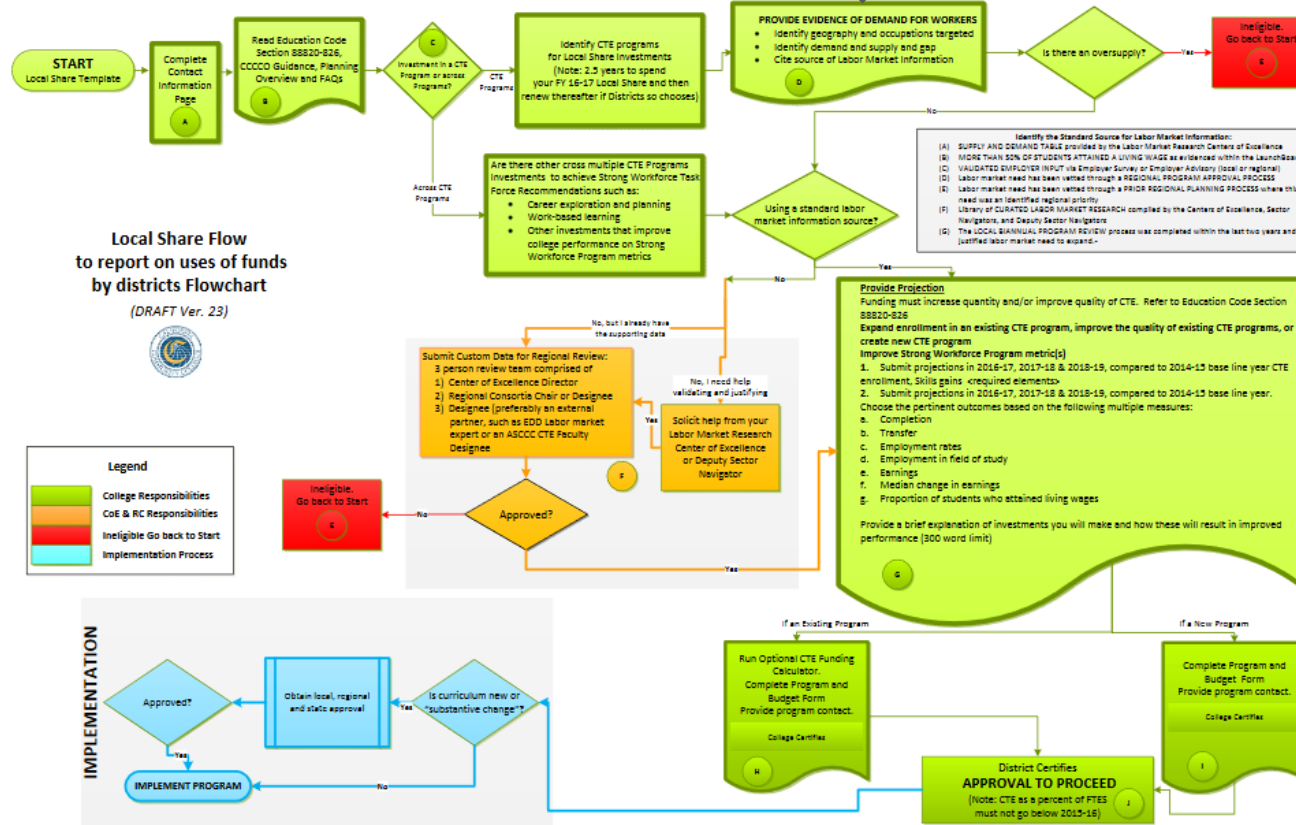 START
Local Share Template
Complete
Contact
Information
Page
A
Read Education Code
Section 88820-826,
CCCCO Guidance, Planning
Overview and FAQs
B
C
Investment in a CTE
Program or across
Programs?
CTE
Programs
Across CTE
Programs
Identify CTE programs
for Local Share Investments
(Note: 2.5 years to spend
your FY 16-17 Local Share and then
renew thereafter if Districts so chooses)
PROVIDE EVIDENCE OF DEMAND FOR WORKERS
• Identify geography and occupations targeted
• Identify demand and supply and gap
• Cite source of Labor Market Information
D
Is there an oversupply?
Yes
No
Ineligible.
Go back to Start
Are there other cross multiple CTE Programs
Investments to achieve Strong Workforce Task
Force Recommendations such as:
• Career exploration and planning
• Work-based learning
• Other investments that improve
college performance on Strong
Workforce Program metrics
Using a standard labor
market information source?
Yes
No
Identify the Standard Source for Labor Market Information:
(A) SUPPLY AND DEMAND TABLE provided by the Labor Market Research Centers of Excellence
(B) MORE THAN 50% OF STUDENTS ATTAINED A LIVING WAGE as evidenced within the LaunchBoa
(C) VALIDATED EMPLOYER INPUT via Employer Survey or Employer Advisory (local or regional)
(D) Labor market need has been vetted through a REGIONAL PROGRAM APPROVAL PROCESS
(E) Labor market need has been vetted through a PRIOR REGIONAL PLANNING PROCESS where this
need was an identified regional priority
(F) Library of CURATED LABOR MARKET RESEARCH compiled by the Centers of Excellence, Sector
Navigators, and Deputy Sector Navigators
(G) The LOCAL BIANNUAL PROGRAM REVIEW process was completed within the last two years and
justified labor market need to expand.-
Local Share Flow
to report on uses of funds
by districts Flowchart
(DRAFT Ver. 23)
No, but I already have
the supporting data
Submit Custom Data for Regional Review:
3 person review team comprised of
1) Center of Excellence Director
2) Regional Consortia Chair or Designee
3) Designee (preferably an external
partner, such as EDD Labor market
expert or an ASCCC CTE Faculty
Designee
F
No, I need help
validating and justifying
Yes
Solicit help from your
Labor Market Research
Center of Excellence
or Deputy Sector
Navigator
Approved?
No
Yes
Ineligible.
Go back to Start
Provide Projection
Funding must increase quantity and/or improve quality of CTE. Refer to Education Code Section
88820-826
Expand enrollment in an existing CTE program, improve the quality of existing CTE programs, or
create new CTE program
Improve Strong Workforce Program metric(s)
1. Submit projections in 2016-17, 2017-18 & 2018-19, compared to 2014-15 base line year CTE
enrollment, Skills gains <required elements>
2. Submit projections in 2016-17, 2017-18 & 2018-19, compared to 2014-15 base line year.
Choose the pertinent outcomes based on the following multiple measures:
a. Completion
b. Transfer
c. Employment rates
d. Employment in field of study
e. Earnings
f. Median change in earnings
g. Proportion of students who attained living wages
Provide a brief explanation of investments you will make and how these will result in improved
performance (300 word limit)
G
Legend
College Responsibilities
CoE & RC Responsibilities
Ineligible Go back to Start
Implementation Process
If an Existing Program
If a New Program
Run Optional CTE Funding
Calculator.
Complete Program and
Budget Form
Provide program contact.
College Certifies
H
Complete Program and
Budget Form
Provide program contact.
College Certifies
I
District Certifies
APPROVAL TO PROCEED
(Note: CTE as a percent of FTES
must not go below 2015-16)
J
IMPLEMENTATION
Approved?
Obtain local, regional
and state approval
Is curriculum new or
"substantive change"?
Yes
Yes
No
IMPLEMENT PROGRAM